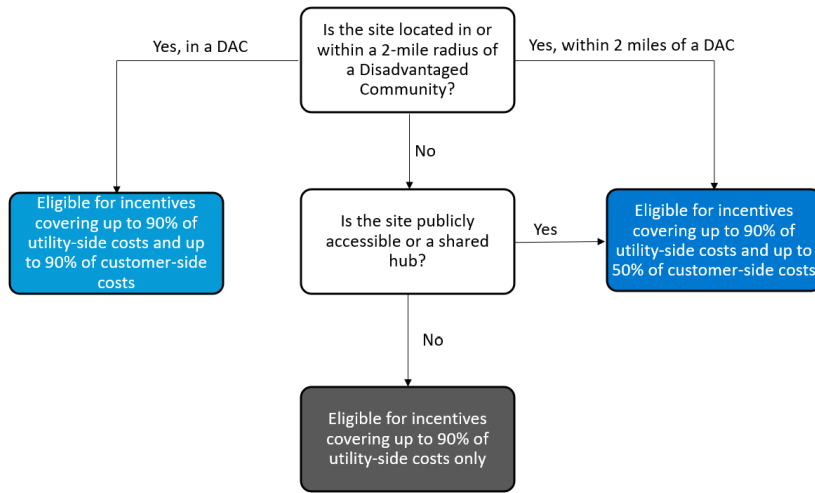 Is the site located in or
within a 2-mile radius of
a Disadvantaged
Community?
Yes, in a DAC
Yes, within 2 miles of a DAC
No
Eligible for incentives
covering up to 90% of
utility-side costs and up
to 90% of customer-side
costs
Is the site publicly
accessible or a shared
hub?
Yes
Eligible for incentives
covering up to 90% of
utility-side costs and up to
50% of customer-side costs
No
Eligible for incentives
covering up to 90% of
utility-side costs only